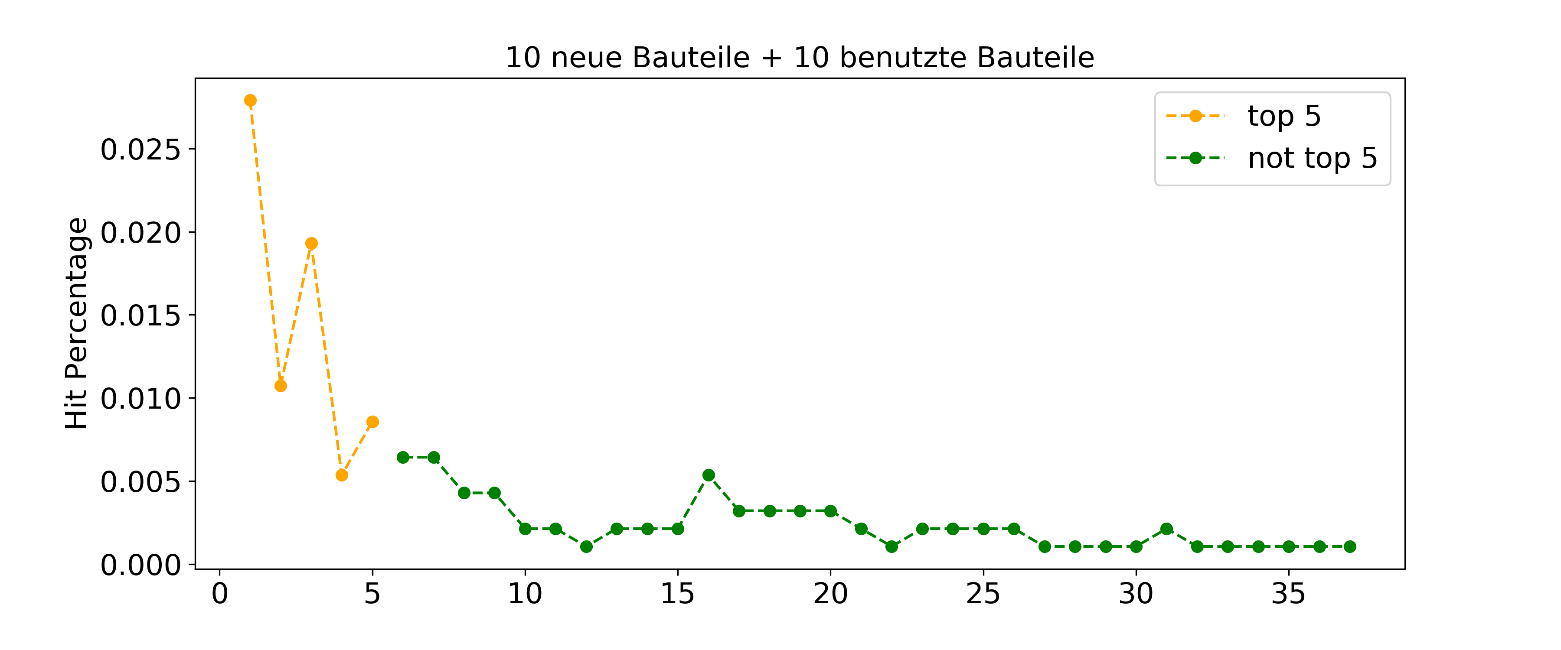 10 neue Bauteile + 10 benutzte Bauteile
top 5
not top 5
Hit Percentage
0.025
0.020
0.015
0.010
0.005
0.000
0 5 10 15 20 25 30 35